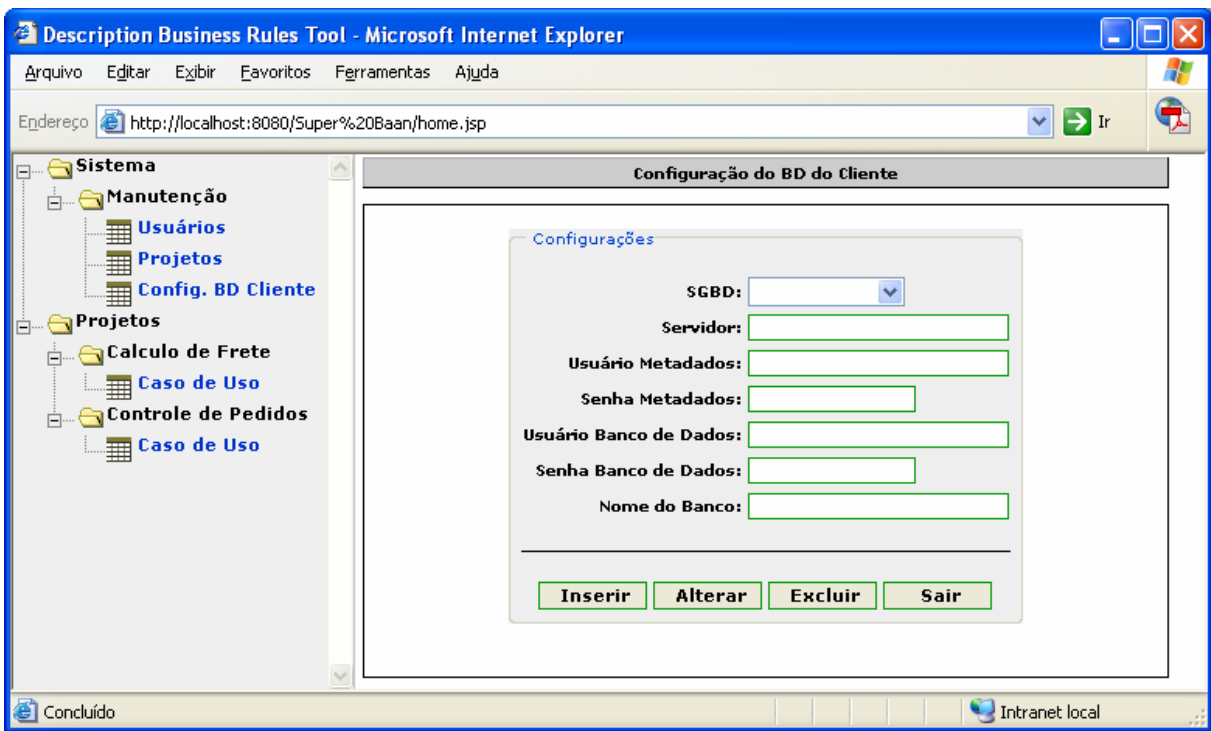 Description Business Rules Tool - Microsoft Internet Explorer
Arquivo Editar Exibir Favoritos Ferramentas Ajuda
Endereço http://localhost:8080/Super%20Baan/home.jsp Ir
Sistema
Manutenção
Usuários
Projetos
Config. BD Cliente
Projetos
Calculo de Frete
Caso de Uso
Controle de Pedidos
Caso de Uso
Configuração do BD do Cliente
Configurações
SGBD:
Servidor:
Usuário Metadados:
Senha Metadados:
Usuário Banco de Dados:
Senha Banco de Dados:
Nome do Banco:
Inserir Alterar Excluir Sair
Concluído Intranet local